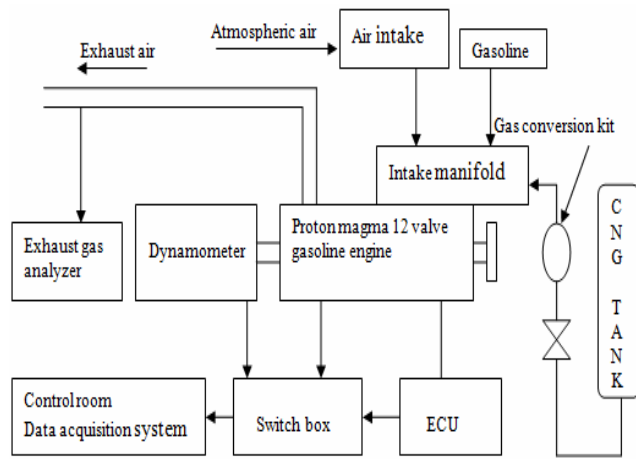 Atmospheric air
Exhaust air
Air intake
Gasoline
Gas conversion kit
Intake manifold
C
N
G
T
A
N
K
Exhaust gas
analyzer
Dynamometer
Proton magma 12 valve
gasoline engine
Control room
Data acquisition system
Switch box
ECU